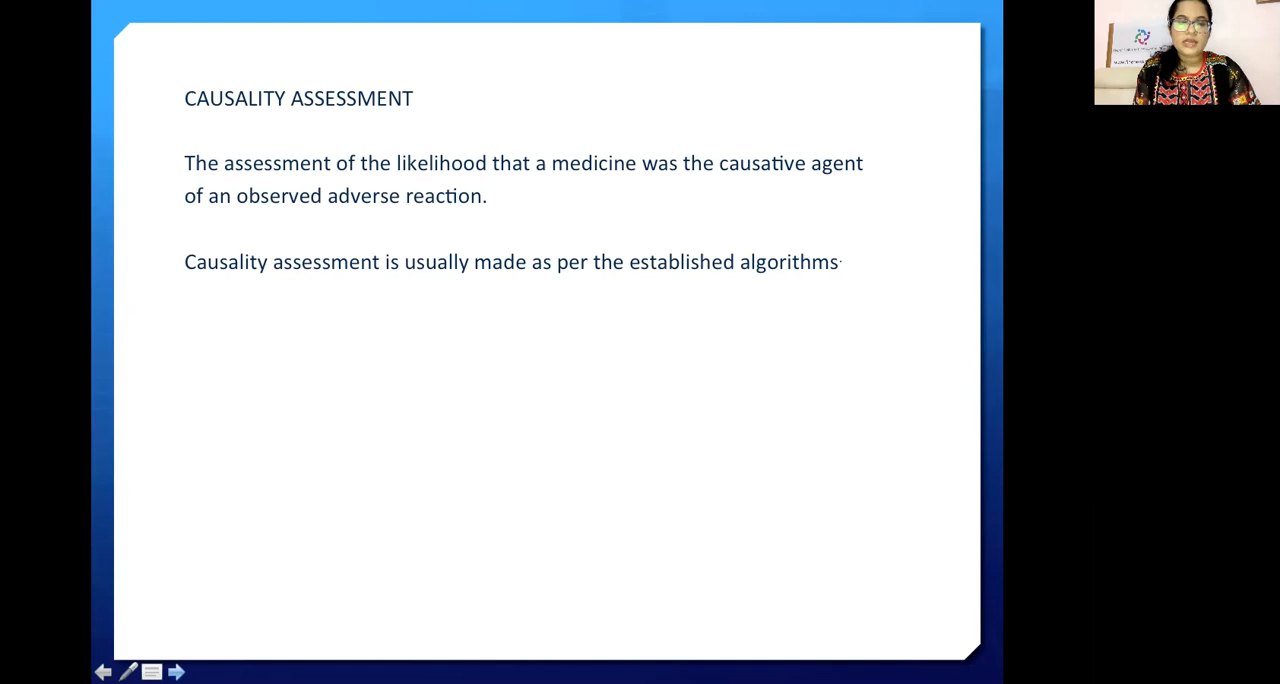 CAUSALITY ASSESSMENT
The assessment of the likelihood that a medicine was the causative agent
of an observed adverse reaction.
Causality assessment is usually made as per the established algorithms.